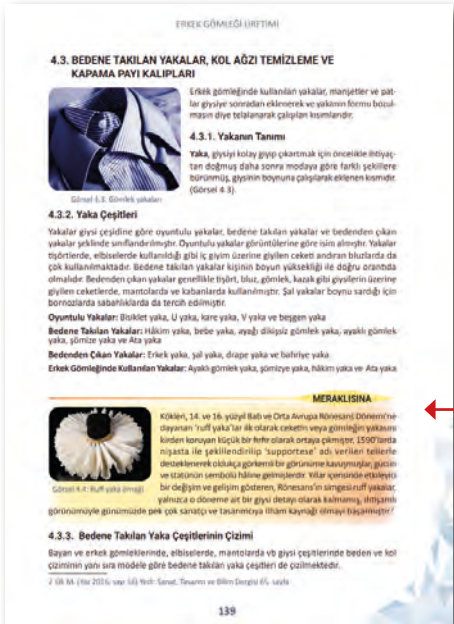 ERKEK GÖMLEĞİ ÜRETİMİ
4.3. BEDENE TAKILAN YAKALAR, KOL AĞZI TEMİZLEME VE
KAPAMA PAYI KALIPLARI
Erkek gömleğinde kullanılan yakalar, manşetler ve pat-
lar giysiye sonradan eklenerek ve yakanın formu bozul-
masın diye telalanarak çalışılan kısımlarıdır.
4.3.1. Yakanın Tanımı
Yaka, giysiyi kolay giyip çıkartmak için öncelikle ihtiyaç-
tan doğmuş daha sonra modaya göre farklı şekillere
bürünmüş, giysinin boynuna çalışılarak eklenen kısımdır.
(Görsel 4.3)
Görsel 4.3: Gömlek yakaları
4.3.2. Yaka Çeşitleri
Yakalar giysi çeşidine göre oyuntulu yakalar, bedene takılan yakalar ve bedenden çıkan
yakalar şeklinde sınıflandırılmıştır. Oyuntulu yakalar görüntülerine göre isim almıştır. Yakalar
tişörtlerde, elbiselerde kullanıldığı gibi iç giyim üzerine giyilen ceketi andıran bluzlarda da
çok kullanılmaktadır. Bedene takılan yakalar kişinin boyun yüksekliği ile doğru orantıda
olmalıdır. Bedenden çıkan yakalar genellikle tişört, bluz, gömlek, kazak gibi giysilerin üzerine
giyilen ceketlerde, mantolarda ve kabanlarda kullanılmıştır. Şal yakalar boynu sardığı için
bornozlarda sabahlıklarda da tercih edilmiştir.
Oyuntulu Yakalar: Bisiklet yaka, U yaka, kare yaka, V yaka ve beşgen yaka
Bedene Takılan Yakalar: Hâkim yaka, bebe yaka, ayağı dikişsiz gömlek yaka, ayaklı gömlek
yaka, şömize yaka ve Ata yaka
Bedenden Çıkan Yakalar: Erkek yaka, şal yaka, drape yaka ve bahriye yaka
Erkek Gömleğinde Kullanılan Yakalar: Ayaklı gömlek yaka, şömizye yaka, hâkim yaka ve Ata yaka
MERAKLISINA
Kökleri, 14. ve 16. yüzyıl Batı ve Orta Avrupa Rönesans Dönemi'ne
dayanan 'ruff yaka'lar ilk olarak ceketin veya gömleğin yakasını
kirden koruyan küçük bir fırfır olarak ortaya çıkmıştır. 1590'larda
nişasta ile şekillendirilip 'supportese' adı verilen tellerle
desteklenerek oldukça görkemli bir görünüme kavuşmuşlar, gücün
ve statünün sembolü hâline gelmişlerdir. Yıllar içerisinde etkileyici
bir değişim ve gelişim gösteren, Rönesans'ın simgesi ruff yakalar,
yalnızca o döneme ait bir giysi detayı olarak kalmamış, ihtişamlı
görünümüyle günümüzde pek çok sanatçı ve tasarımcıya ilham kaynağı olmayı başarmıştır.²
Görsel 4.4: Ruff yaka örneği
4.3.3. Bedene Takılan Yaka Çeşitlerinin Çizimi
Bayan ve erkek gömleklerinde, elbiselerde, mantolarda vb giysi çeşitlerinde beden ve kol
çiziminin yanı sıra modele göre bedene takılan yaka çeşitleri de çizilmektedir.
139